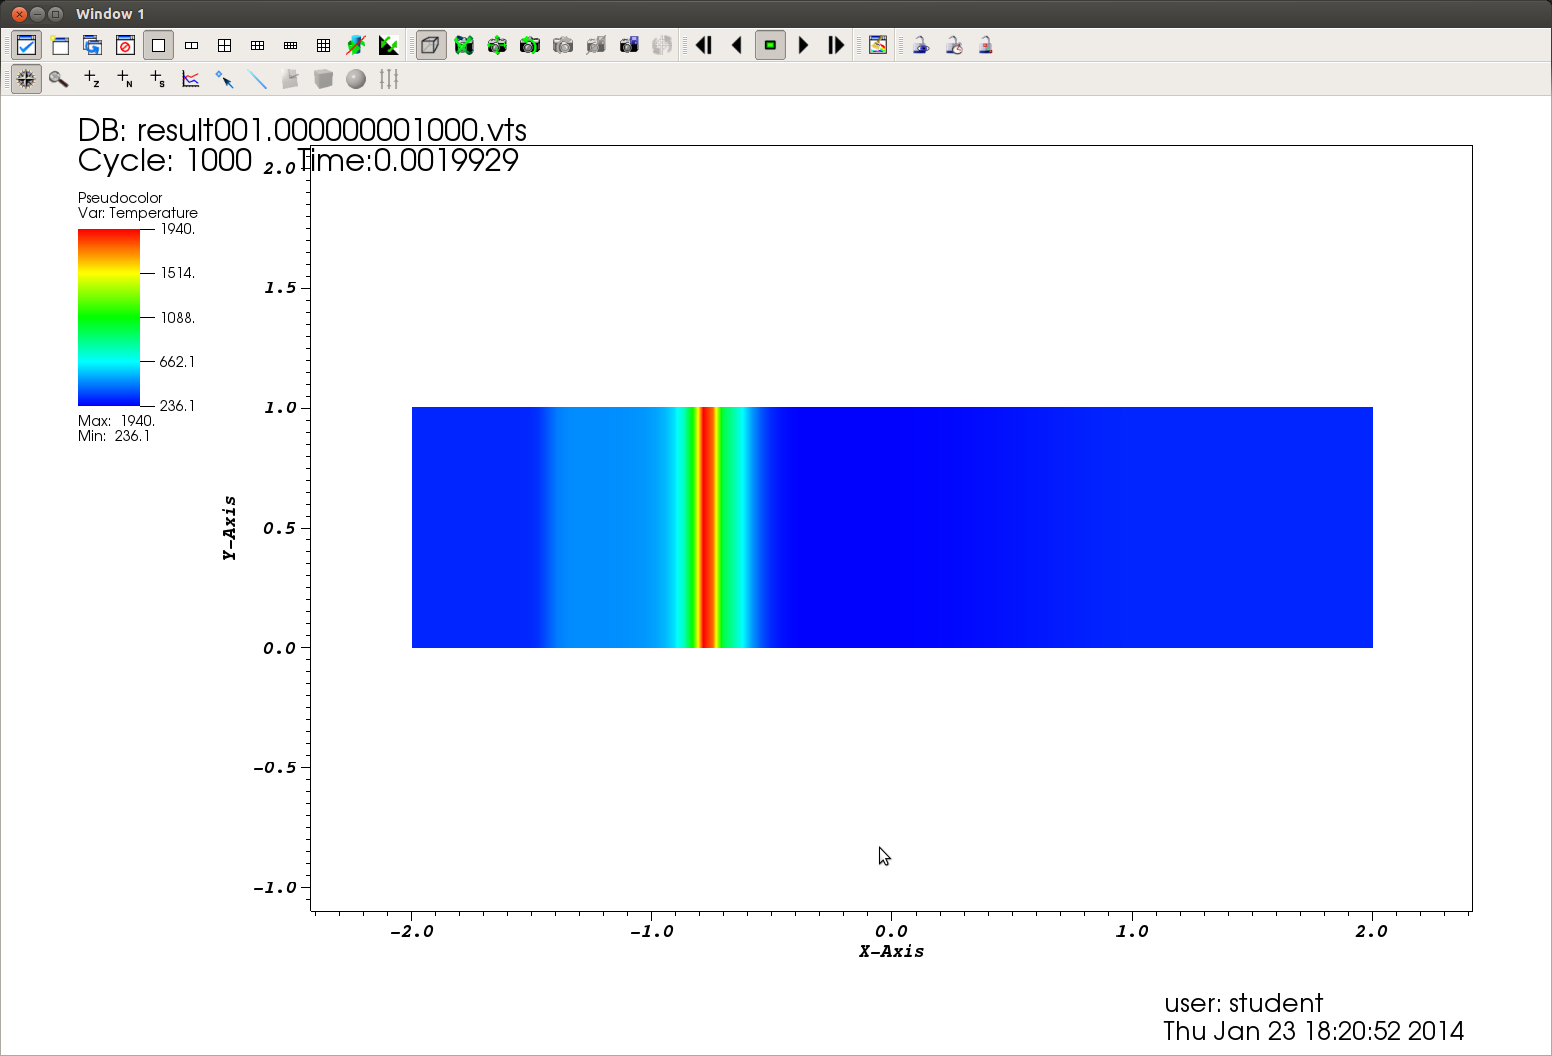 Window 1
DB: result001.000000001000.vts
Cycle: 1000 Time:0.0019929
Pseudocolor
Var: Temperature
1940.
1514.
1088.
662.1
236.1
Max: 1940.
Min: 236.1
2.0
1.5
1.0
0.5
0.0
-0.5
-1.0
Y-Axis
-2.0 -1.0 0.0 1.0 2.0
X-Axis
user: student
Thu Jan 23 18:20:52 2014
Z
N
S